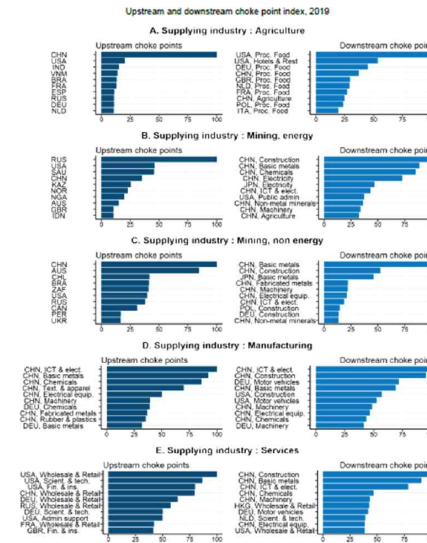 Upstream and downstream choke point index, 2019
A. Supplying industry : Agriculture
Upstream choke points
CHN
USA
IND
VNM
BRA
FRA
ESP
RUS
DEU
NLD
0 25 50 75 100
Downstream choke poin
USA, Proc. Food
USA, Hotels & Rest
DEU, Proc. Food
CHN, Proc. Food
GBR, Proc. Food
NLD, Proc. Food
FRA, Proc. Food
CHN, Agriculture
POL, Proc. Food
ITA, Proc. Food
0 25 50 75 100
B. Supplying industry : Mining, energy
Upstream choke points
RUS
USA
SAU
CHN
KAZ
NOR
NGA
AUS
GBR
IDN
0 25 50 75 100
Downstream choke poin
CHN, Construction
CHN, Basic metals
CHN, Chemicals
CHN, Electricity
JPN, Electricity
CHN, ICT & elect.
USA, Public admin
CHN, Non-metal minerals
CHN, Machinery
CHN, Agriculture
0 25 50 75 100
C. Supplying industry : Mining, non energy
Upstream choke points
CHN
AUS
CHL
BRA
ZAF
USA
RUS
CAN
PER
UKR
0 25 50 75 100
Downstream choke poin
CHN, Basic metals
CHN, Construction
JPN, Basic metals
CHN, Fabricated metals
CHN, Machinery
CHN, Electrical equip.
CHN, ICT & elect
POL, Construction
DEU, Construction
CHN, Non-metal minerals
0 25 50 75 100
D. Supplying industry : Manufacturing
Upstream choke points
CHN, ICT & elect.
CHN, Basic metals
CHN, Chemicals
CHN, Text. & apparel
CHN, Electrical equip.
CHN, Machinery
DEU, Chemicals
CHN, Fabricated metals
CHN, Rubber & plastics
DEU, Basic metals
0 25 50 75 100
Downstream choke poin
CHN, ICT & elect.
CHN, Construction
DEU, Motor vehicles
CHN, Basic metals
USA, Construction
USA, Motor vehicles
CHN, Machinery
CHN, Electrical equip.
CHN, Chemicals
DEU, Machinery
0 25 50 75 100
E. Supplying industry : Services
Upstream choke points
USA, Wholesale & Retail
USA, Scient. & tech.
USA, Fin. & ins.
CHN, Wholesale & Retail
DEU, Wholesale & Retail
RUS, Wholesale & Retail
DEU, Scient. & tech.
USA, Admin support
FRA, Wholesale & Retail
GBR, Fin. & ins.
0 25 50 75 100
Downstream choke poin
CHN, Construction
CHN, Basic metals
CHN, ICT & elect.
CHN, Chemicals
CHN, Machinery
HKG, Wholesale & Retail
DEU, Motor vehicles
NLD, Scient. & tech.
CHN, Electrical equip.
USA, Wholesale & Retail
0 25 50 75 100